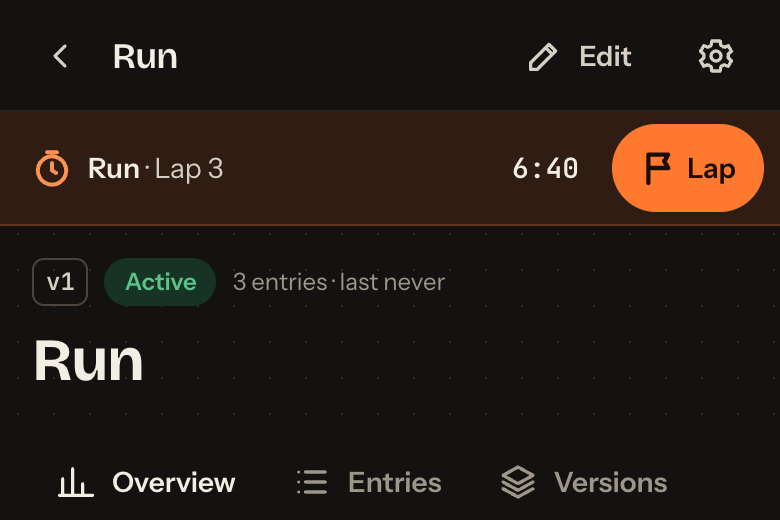 Run Edit
Run · Lap 3 6:40 Lap
v1 Active 3 entries · last never
Run
Overview Entries Versions